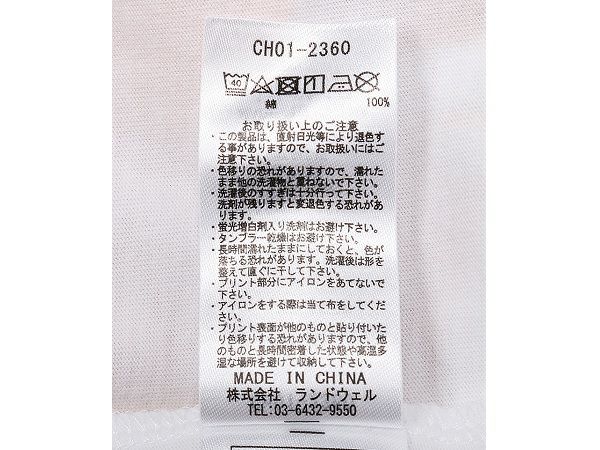 CH01-2360
40
綿 100%
お取り扱い上のご注意
・この製品は、直射日光等により退色す
る事がありますので、お取扱いにはご
注意下さい。
・色移りの恐れがありますので、濡れた
まま他の洗濯物と重ねないで下さい。
・洗濯後のすすぎは十分行って下さい。
洗剤が残りますと変退色する恐れがあ
ります。
・蛍光増白剤入り洗剤はお避け下さい。
・タンブラー乾燥はお避け下さい。
・長時間濡れたままにしておくと、色が
落ちる恐れがあります。洗濯後は形を
整えて直ぐに干して下さい。
・プリント部分にアイロンをあてないで
下さい。
・アイロンをする際は当て布をしてくだ
さい。
・プリント表面が他のものと貼り付いた
り色移りする恐れがありますので、他
のものと長時間密着した状態や高温多
湿な場所を避けて収納して下さい。
MADE IN CHINA
株式会社 ランドウェル
TEL:03-6432-9550